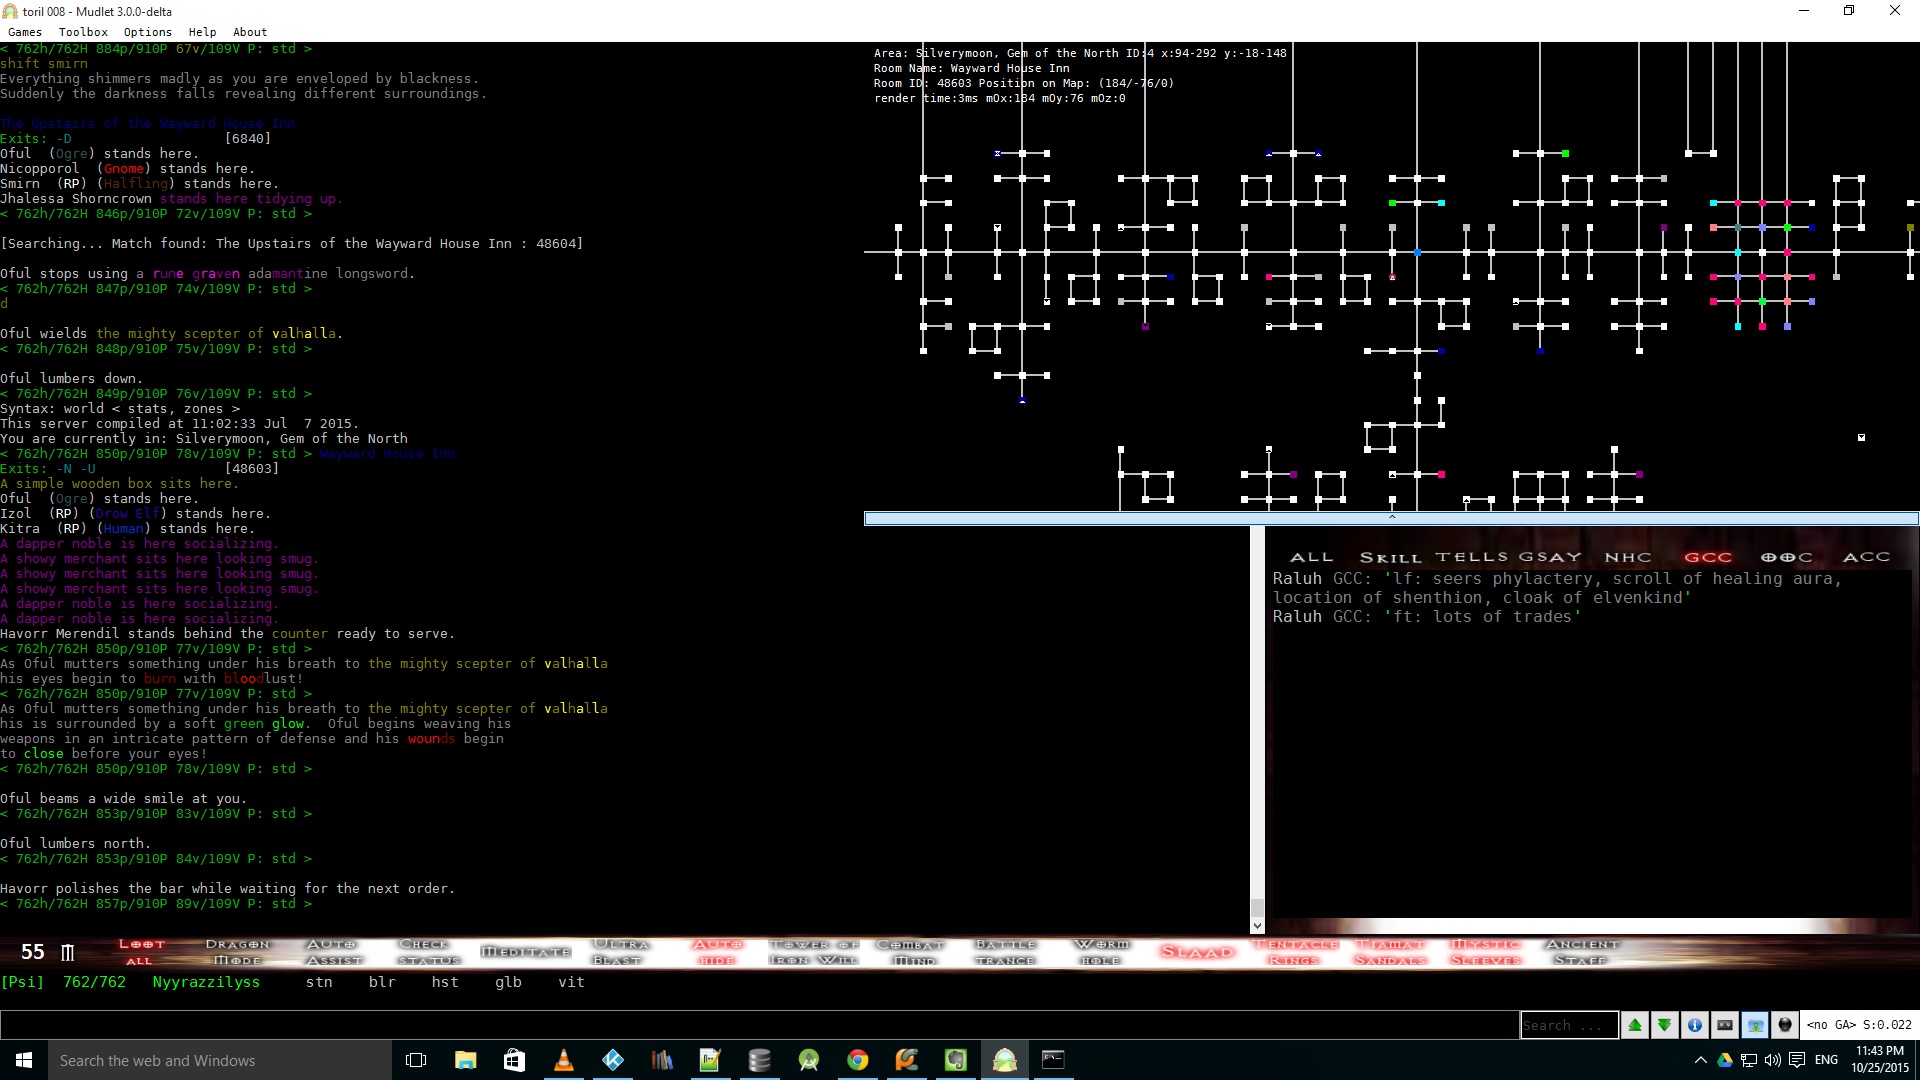 toril 008 - Mudlet 3.0.0-delta
Games Toolbox Options Help About
< 762h/762H 884p/910P 67v/109V P: std >
shift smirn
Everything shimmers madly as you are enveloped by blackness.
Suddenly the darkness falls revealing different surroundings.
The Upstairs of the Wayward House Inn
Exits: -D [6840]
Oful (Ogre) stands here.
Nicopporol (Gnome) stands here.
Smirn (RP) (Halfling) stands here.
Jhalessa Shorncrown stands here tidying up.
< 762h/762H 846p/910P 72v/109V P: std >
[Searching... Match found: The Upstairs of the Wayward House Inn : 48604]
Oful stops using a rune graven adamantine longsword.
< 762h/762H 847p/910P 74v/109V P: std >
d
Oful wields the mighty scepter of valhalla.
< 762h/762H 848p/910P 75v/109V P: std >
Oful lumbers down.
< 762h/762H 849p/910P 76v/109V P: std >
Syntax: world < stats, zones >
This server compiled at 11:02:33 Jul 7 2015.
You are currently in: Silverymoon, Gem of the North
< 762h/762H 850p/910P 78v/109V P: std > Wayward House Inn
Exits: -N -U [48603]
A simple wooden box sits here.
Oful (Ogre) stands here.
Izol (RP) (Drow Elf) stands here.
Kitra (RP) (Human) stands here.
A dapper noble is here socializing.
A showy merchant sits here looking smug.
A showy merchant sits here looking smug.
A showy merchant sits here looking smug.
A dapper noble is here socializing.
A dapper noble is here socializing.
Havorr Merendil stands behind the counter ready to serve.
< 762h/762H 850p/910P 77v/109V P: std >
As Oful mutters something under his breath to the mighty scepter of valhalla
his eyes begin to burn with bloodlust!
< 762h/762H 850p/910P 77v/109V P: std >
As Oful mutters something under his breath to the mighty scepter of valhalla
his is surrounded by a soft green glow. Oful begins weaving his
weapons in an intricate pattern of defense and his wounds begin
to close before your eyes!
< 762h/762H 850p/910P 78v/109V P: std >
Oful beams a wide smile at you.
< 762h/762H 853p/910P 83v/109V P: std >
Oful lumbers north.
< 762h/762H 853p/910P 84v/109V P: std >
Havorr polishes the bar while waiting for the next order.
< 762h/762H 857p/910P 89v/109V P: std >
Area: Silverymoon, Gem of the North ID:4 x:94-292 y:-18-148
Room Name: Wayward House Inn
Room ID: 48603 Position on Map: (184/-76/0)
render time:3ms mOx:184 mOy:76 mOz:0
ALL SKILL TELLS GSAY NHC GCC OOC ACC
Raluh GCC: 'lf: seers phylactery, scroll of healing aura,
location of shenthion, cloak of elvenkind'
Raluh GCC: 'ft: lots of trades'
55 LOOT ALL DRAGON MODE AUTO ASSIST CHECK STATUS MEDITATE ULTRA BLAST AUTO HIDE TOWER OF IRON WILL COMBAT MIND BATTLE TRANCE WORM HOLE SLAAD TENTACLE RINGS TIAMAT SANDALS MYSTIC SLEEVES ANCIENT STAFF
[Psi] 762/762 Nyyrazzilyss stn blr hst glb vit
Search ... <no GA> S:0.022
Search the web and Windows
ENG
11:43 PM
10/25/2015